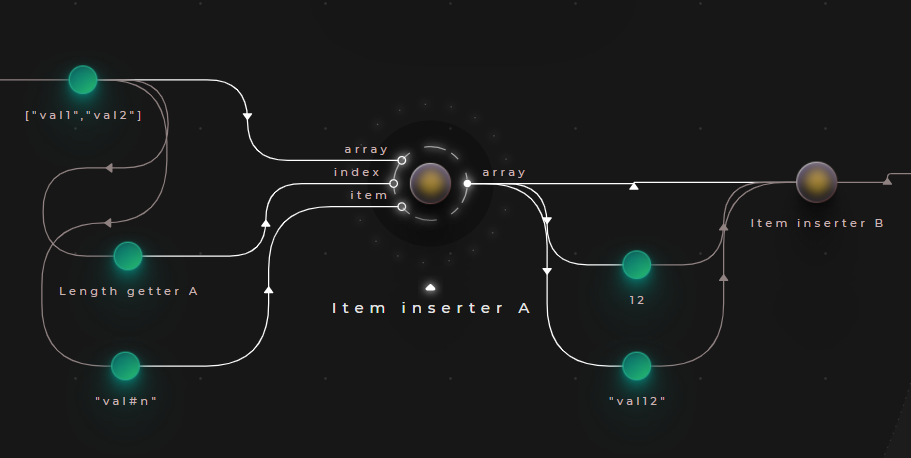 ["val1","val2"]
array
index
item
array
Item inserter B
Length getter A
12
Item inserter A
"val#n"
"val12"